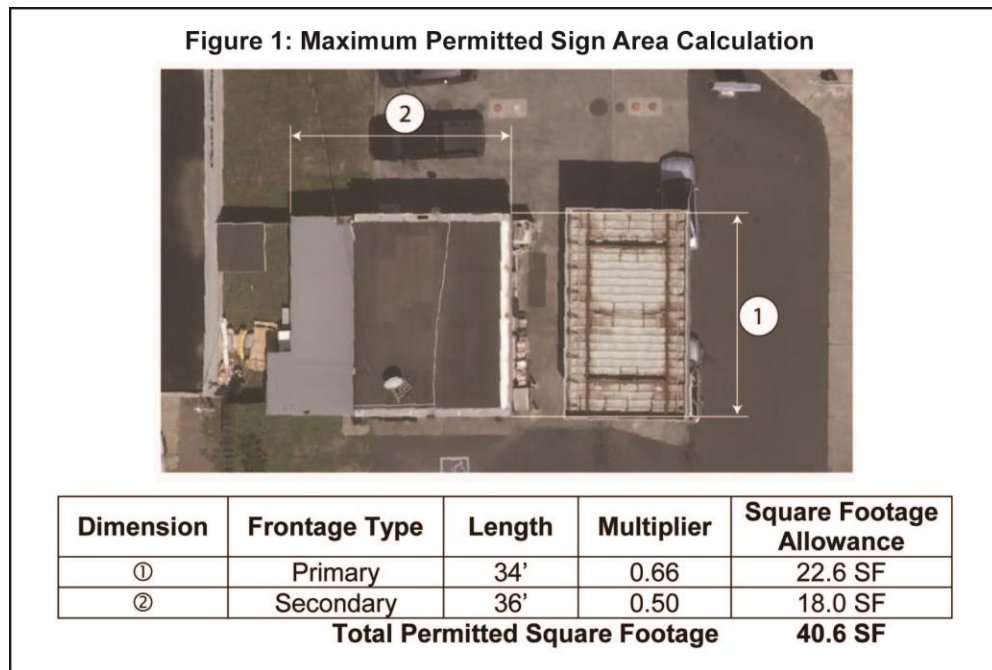 Figure 1: Maximum Permitted Sign Area Calculation
2
1
Dimension Frontage Type Length Multiplier Square Footage Allowance
① Primary 34’ 0.66 22.6 SF
② Secondary 36’ 0.50 18.0 SF
Total Permitted Square Footage 40.6 SF